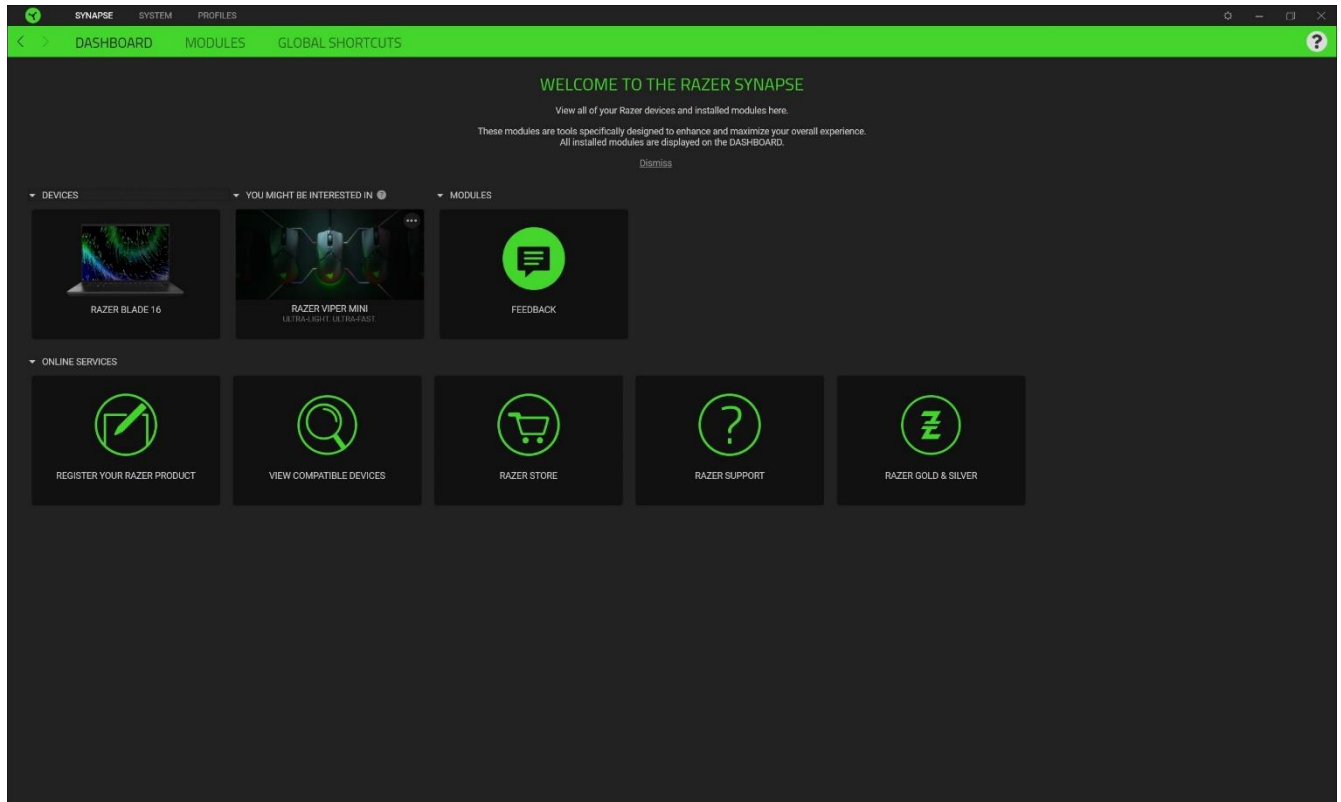 SYNAPSE SYSTEM PROFILES
DASHBOARD MODULES GLOBAL SHORTCUTS ?
WELCOME TO THE RAZER SYNAPSE
View all of your Razer devices and installed modules here.
These modules are tools specifically designed to enhance and maximize your overall experience.
All installed modules are displayed on the DASHBOARD.
Dismiss
DEVICES
YOU MIGHT BE INTERESTED IN ?
MODULES
RAZER BLADE 16
RAZER VIPER MINI
ULTRA-LIGHT. ULTRA-FAST.
FEEDBACK
ONLINE SERVICES
REGISTER YOUR RAZER PRODUCT
VIEW COMPATIBLE DEVICES
RAZER STORE
RAZER SUPPORT
RAZER GOLD & SILVER